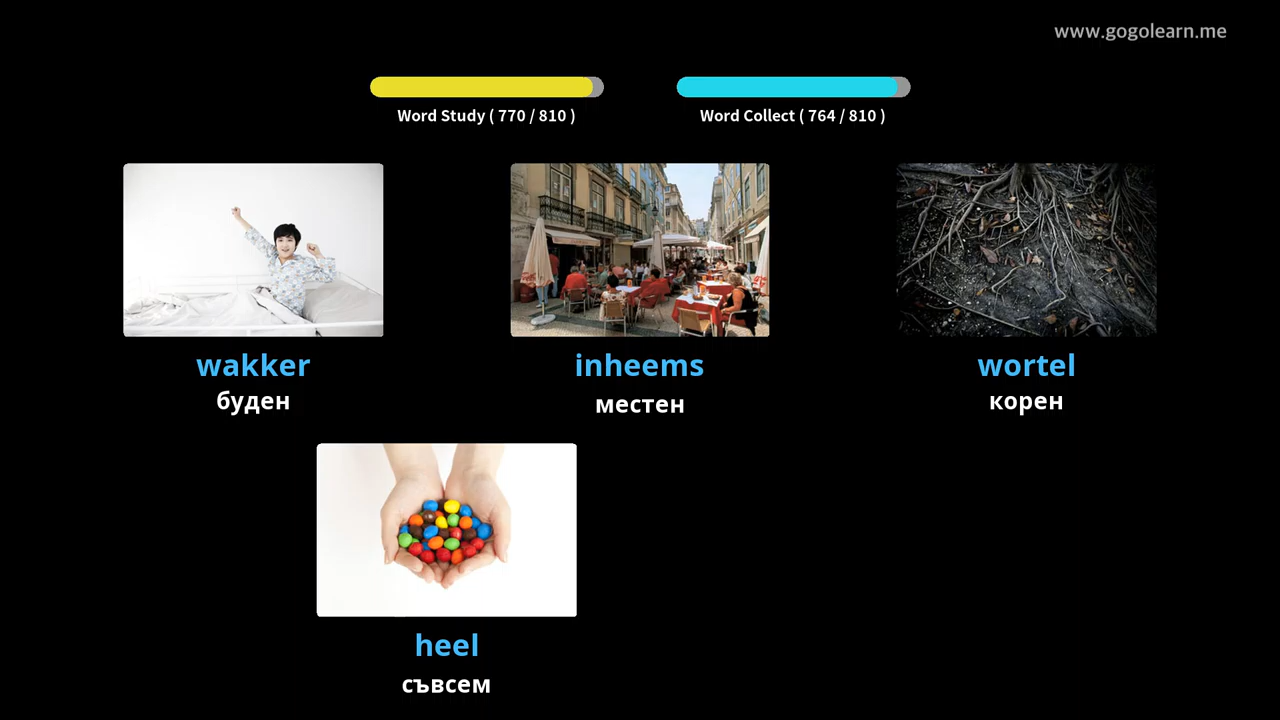 www.gogolearn.me
Word Study ( 770 / 810 )
Word Collect ( 764 / 810 )
wakker
буден
inheems
местен
wortel
корен
heel
съвсем